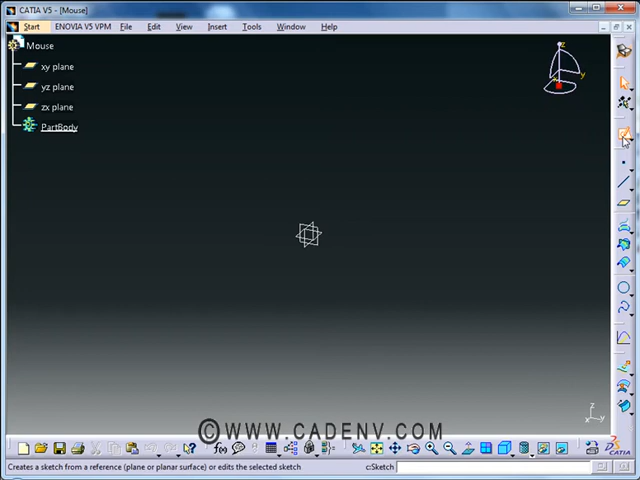 CATIA V5 - [Mouse]
Start ENOVIA V5 VPM File Edit View Insert Tools Window Help
Mouse
xy plane
yz plane
zx plane
PartBody
z
y
z
x y
©WWW.CADENV.COM
f(x)
CATIA
Creates a sketch from a reference (plane or planar surface) or edits the selected sketch c:Sketch